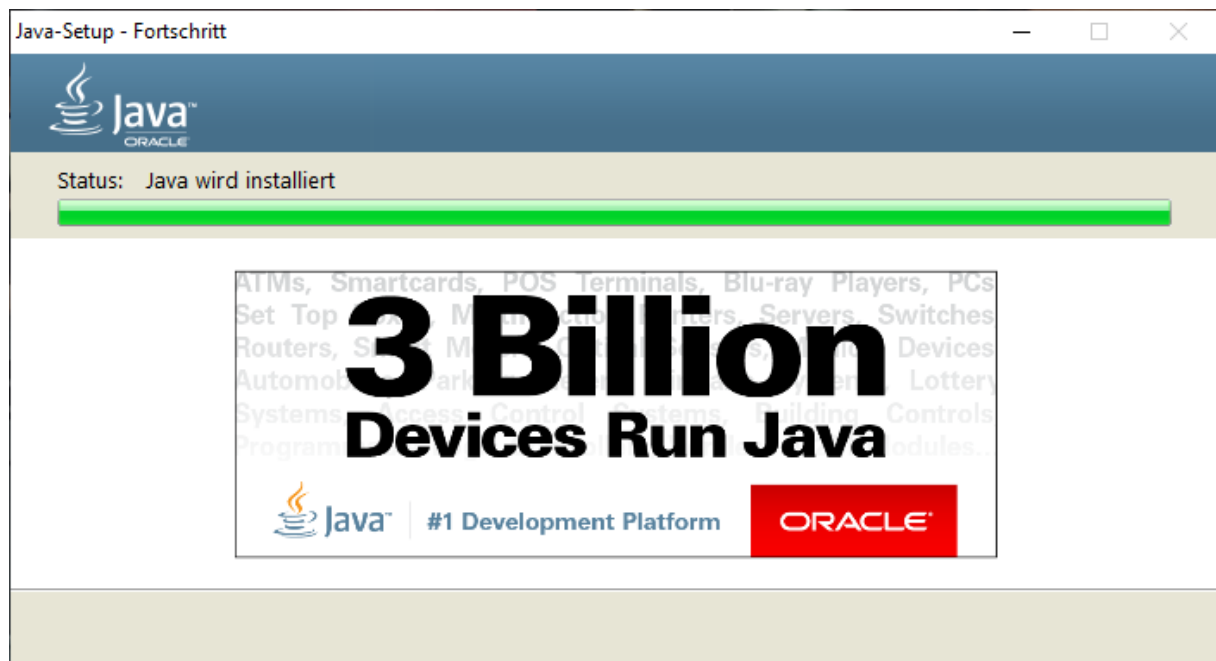 Java-Setup - Fortschritt
Java™
ORACLE
Status: Java wird installiert
ATMs, Smartcards, POS Terminals, Blu-ray Players, PCs
Set Top Servers, Switches
Routers, Devices
Lottery
Systems, Access Control Systems, Building Controls
3 Billion
Devices Run Java
Java™ #1 Development Platform ORACLE